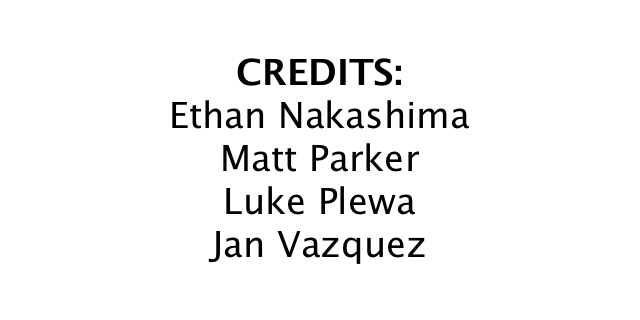 CREDITS:
Ethan Nakashima
Matt Parker
Luke Plewa
Jan Vazquez